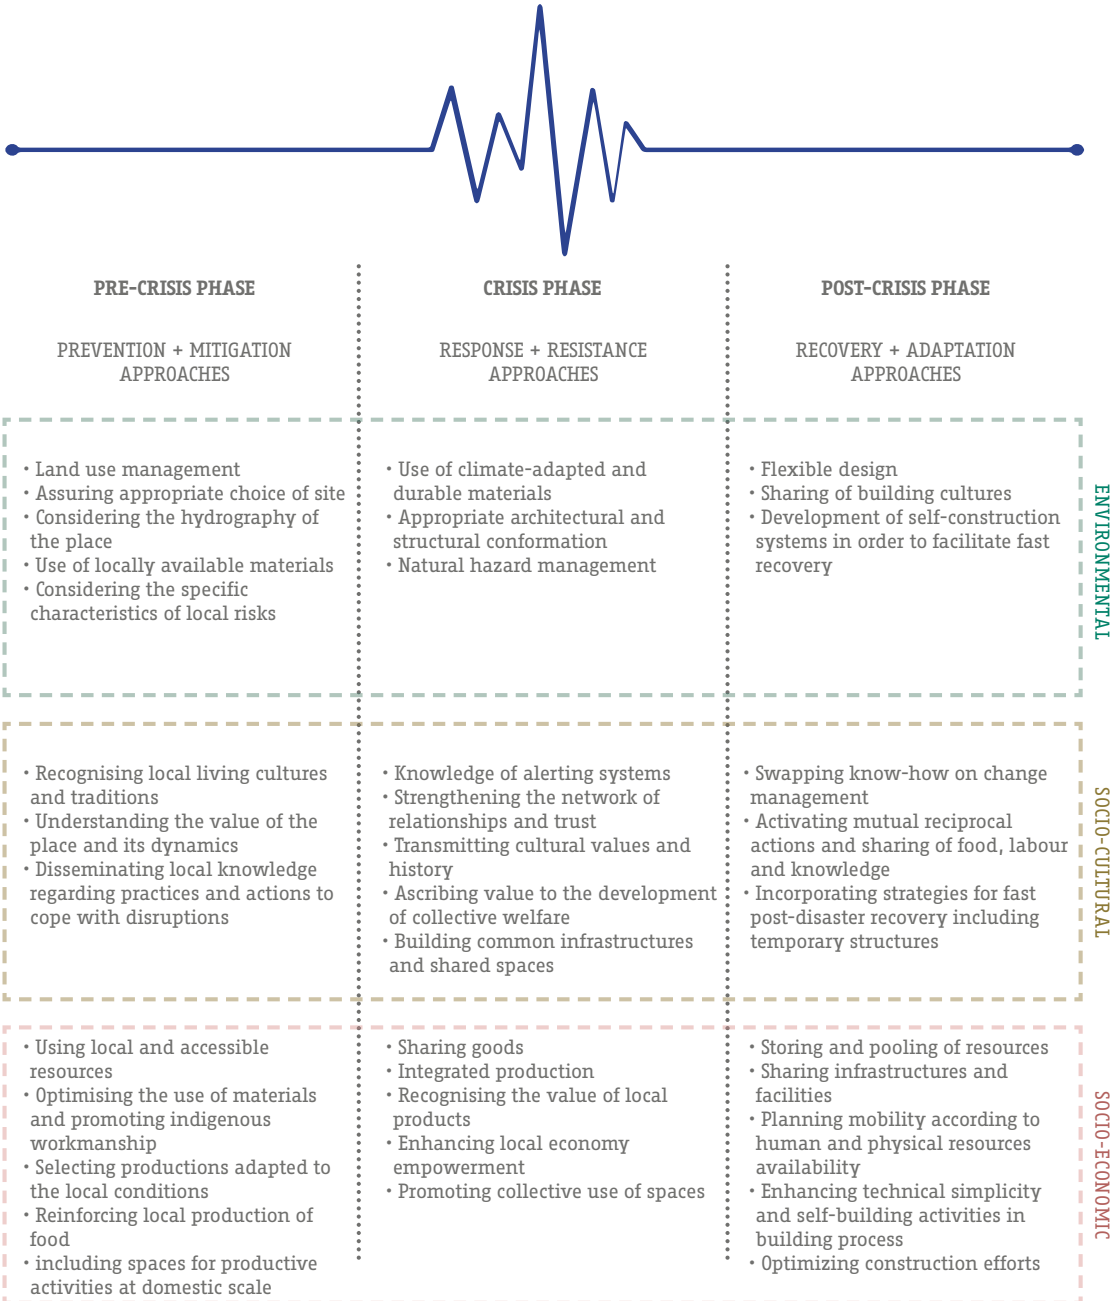 PRE-CRISIS PHASE
PREVENTION + MITIGATION
APPROACHES
CRISIS PHASE
RESPONSE + RESISTANCE
APPROACHES
POST-CRISIS PHASE
RECOVERY + ADAPTATION
APPROACHES
ENVIRONMENTAL
· Land use management
· Assuring appropriate choice of site
· Considering the hydrography of
the place
· Use of locally available materials
· Considering the specific
characteristics of local risks
· Use of climate-adapted and
durable materials
· Appropriate architectural and
structural conformation
· Natural hazard management
· Flexible design
· Sharing of building cultures
· Development of self-construction
systems in order to facilitate fast
recovery
SOCIO-CULTURAL
· Recognising local living cultures
and traditions
· Understanding the value of the
place and its dynamics
· Disseminating local knowledge
regarding practices and actions to
cope with disruptions
· Knowledge of alerting systems
· Strengthening the network of
relationships and trust
· Transmitting cultural values and
history
· Ascribing value to the development
of collective welfare
· Building common infrastructures
and shared spaces
· Swapping know-how on change
management
· Activating mutual reciprocal
actions and sharing of food, labour
and knowledge
· Incorporating strategies for fast
post-disaster recovery including
temporary structures
SOCIO-ECONOMIC
· Using local and accessible
resources
· Optimising the use of materials
and promoting indigenous
workmanship
· Selecting productions adapted to
the local conditions
· Reinforcing local production of
food
· including spaces for productive
activities at domestic scale
· Sharing goods
· Integrated production
· Recognising the value of local
products
· Enhancing local economy
empowerment
· Promoting collective use of spaces
· Storing and pooling of resources
· Sharing infrastructures and
facilities
· Planning mobility according to
human and physical resources
availability
· Enhancing technical simplicity
and self-building activities in
building process
· Optimizing construction efforts